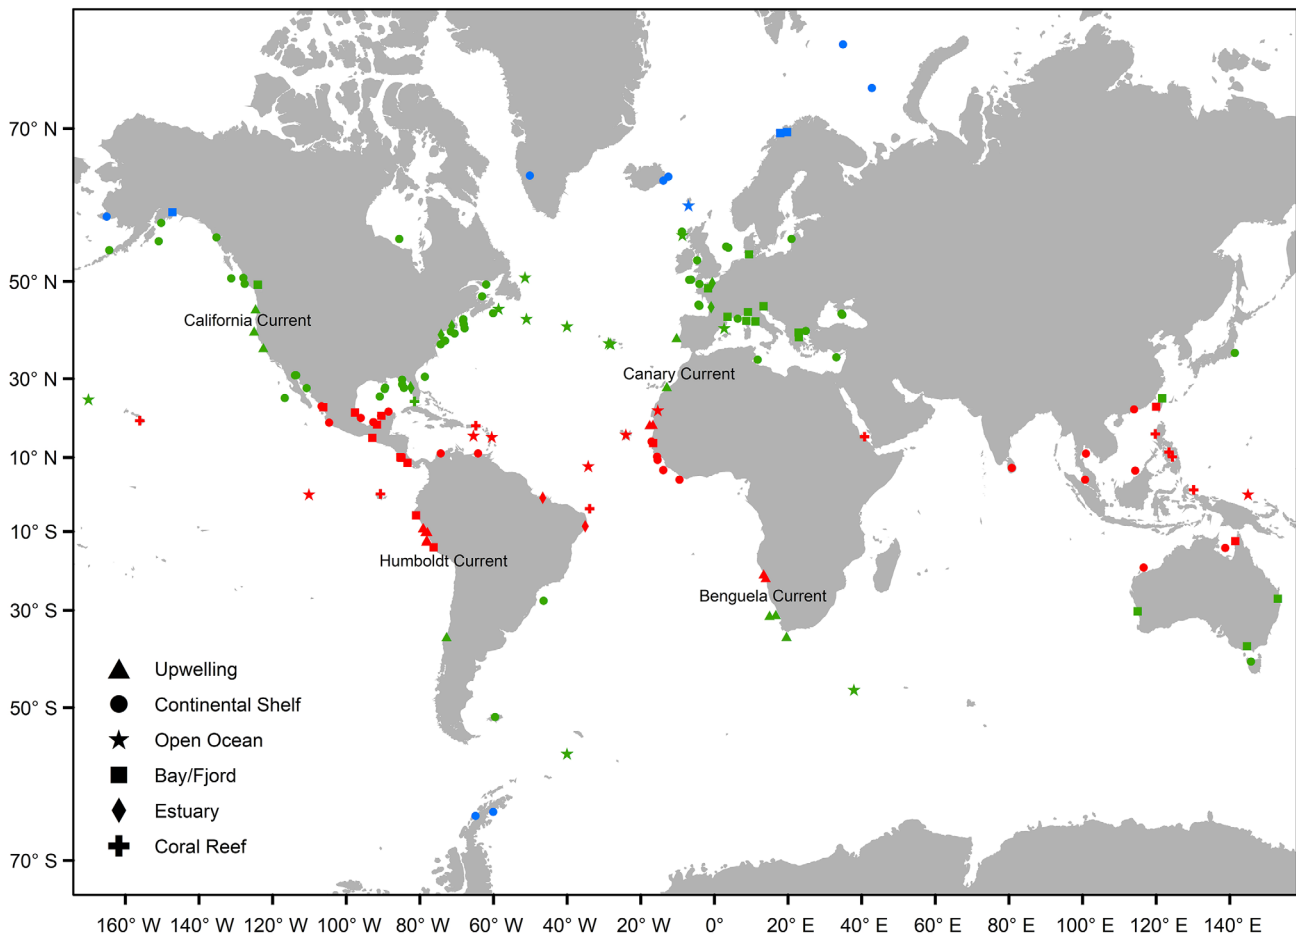 70° N
50° N
California Current
Canary Current
30° N
10° N
10° S
Humboldt Current
Benguela Current
30° S
Upwelling
Continental Shelf
50° S
Open Ocean
Bay/Fjord
Estuary
Coral Reef
70° S
160° W 140° W 120° W 100° W 80° W 60° W 40° W 20° W 0° 20° E 40° E 60° E 80° E 100° E 120° E 140° E